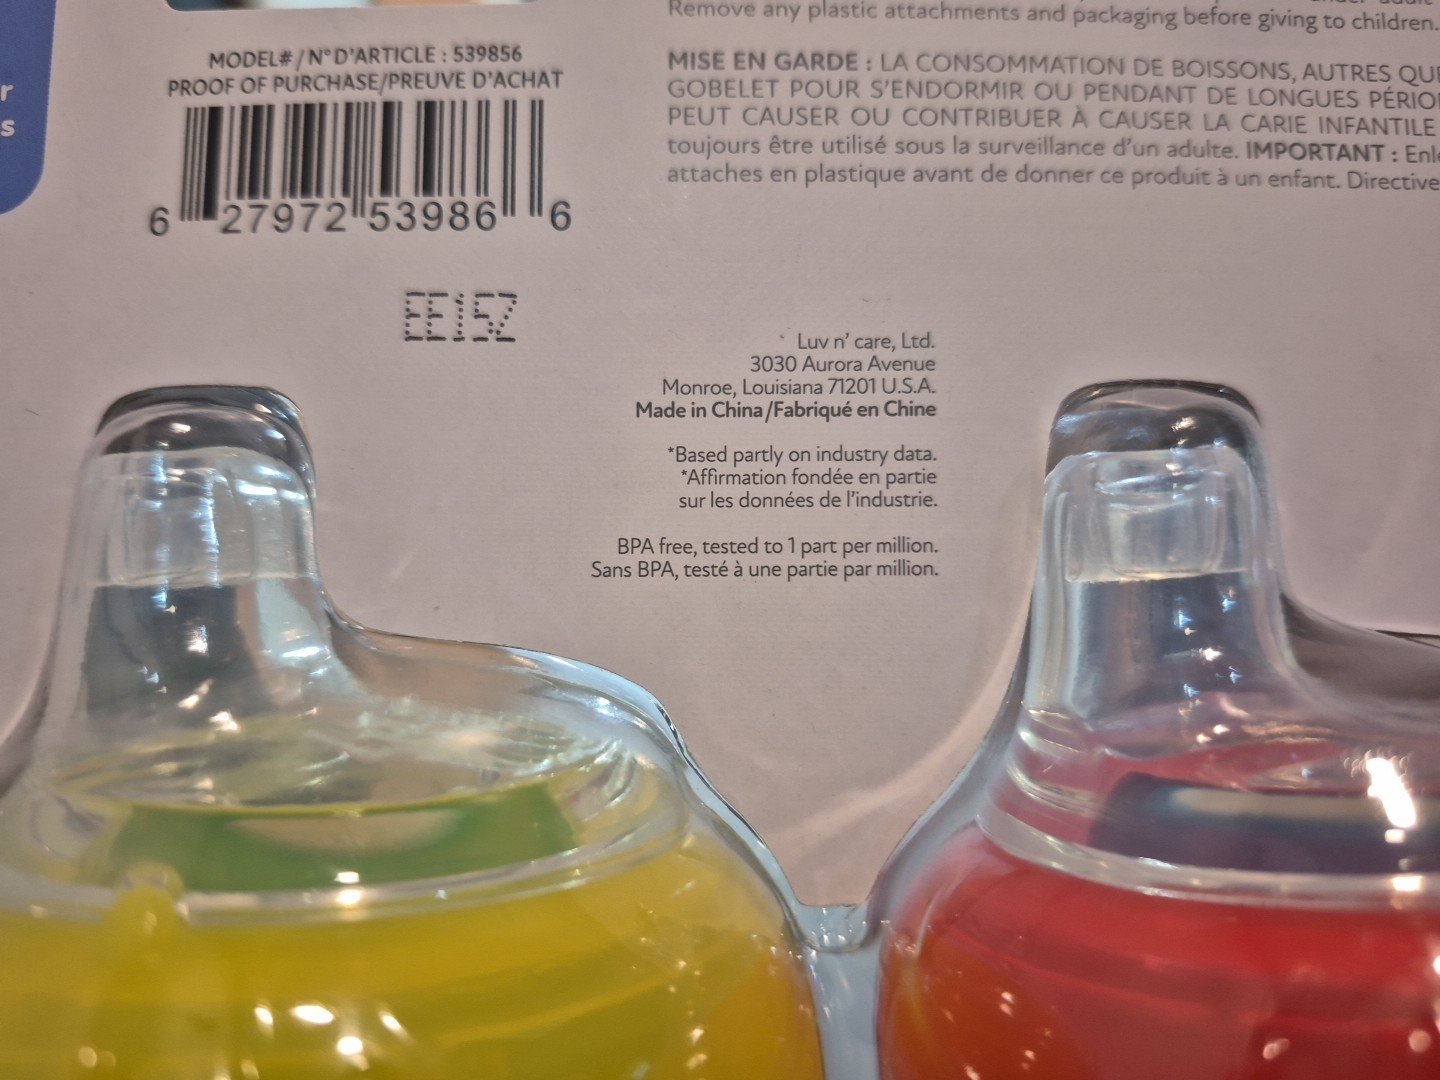 r
s
MODEL# / N° D'ARTICLE : 539856
PROOF OF PURCHASE/PREUVE D'ACHAT
6 27972 53986 6
EE15Z
Remove any plastic attachments and packaging before giving to children.
MISE EN GARDE : LA CONSOMMATION DE BOISSONS, AUTRES QUE
GOBELET POUR S'ENDORMIR OU PENDANT DE LONGUES PÉRIO
PEUT CAUSER OU CONTRIBUER À CAUSER LA CARIE INFANTILE
toujours être utilisé sous la surveillance d'un adulte. IMPORTANT : Enle
attaches en plastique avant de donner ce produit à un enfant. Directive
Luv n' care, Ltd.
3030 Aurora Avenue
Monroe, Louisiana 71201 U.S.A.
Made in China/Fabriqué en Chine
*Based partly on industry data.
*Affirmation fondée en partie
sur les données de l'industrie.
BPA free, tested to 1 part per million.
Sans BPA, testé à une partie par million.